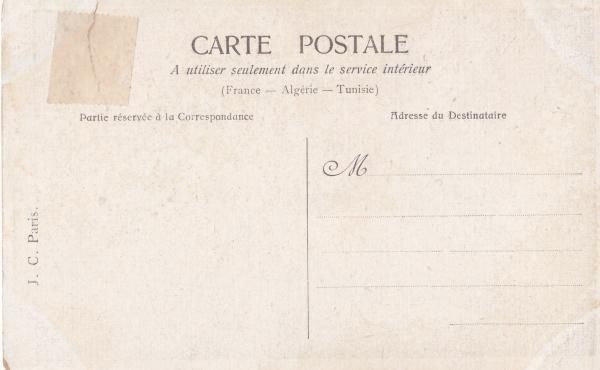 CARTE POSTALE
A utiliser seulement dans le service intérieur
(France — Algérie — Tunisie)
Partie réservée à la Correspondance
Adresse du Destinataire
M
J. C. Paris.